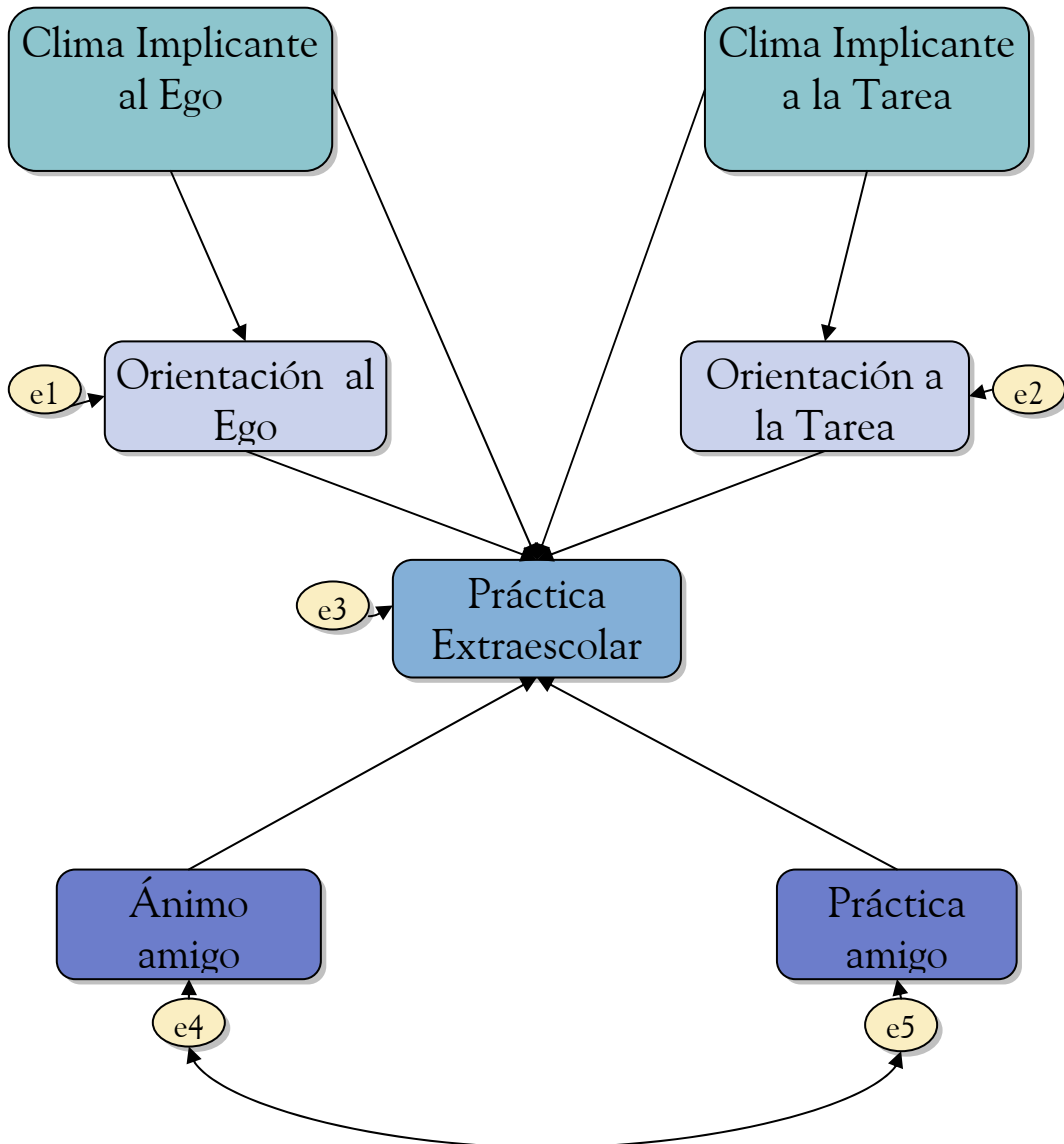 Clima Implicante
al Ego
Clima Implicante
a la Tarea
e1
Orientación al
Ego
Orientación a
la Tarea
e2
e3
Práctica
Extraescolar
Ánimo
amigo
Práctica
amigo
e4
e5